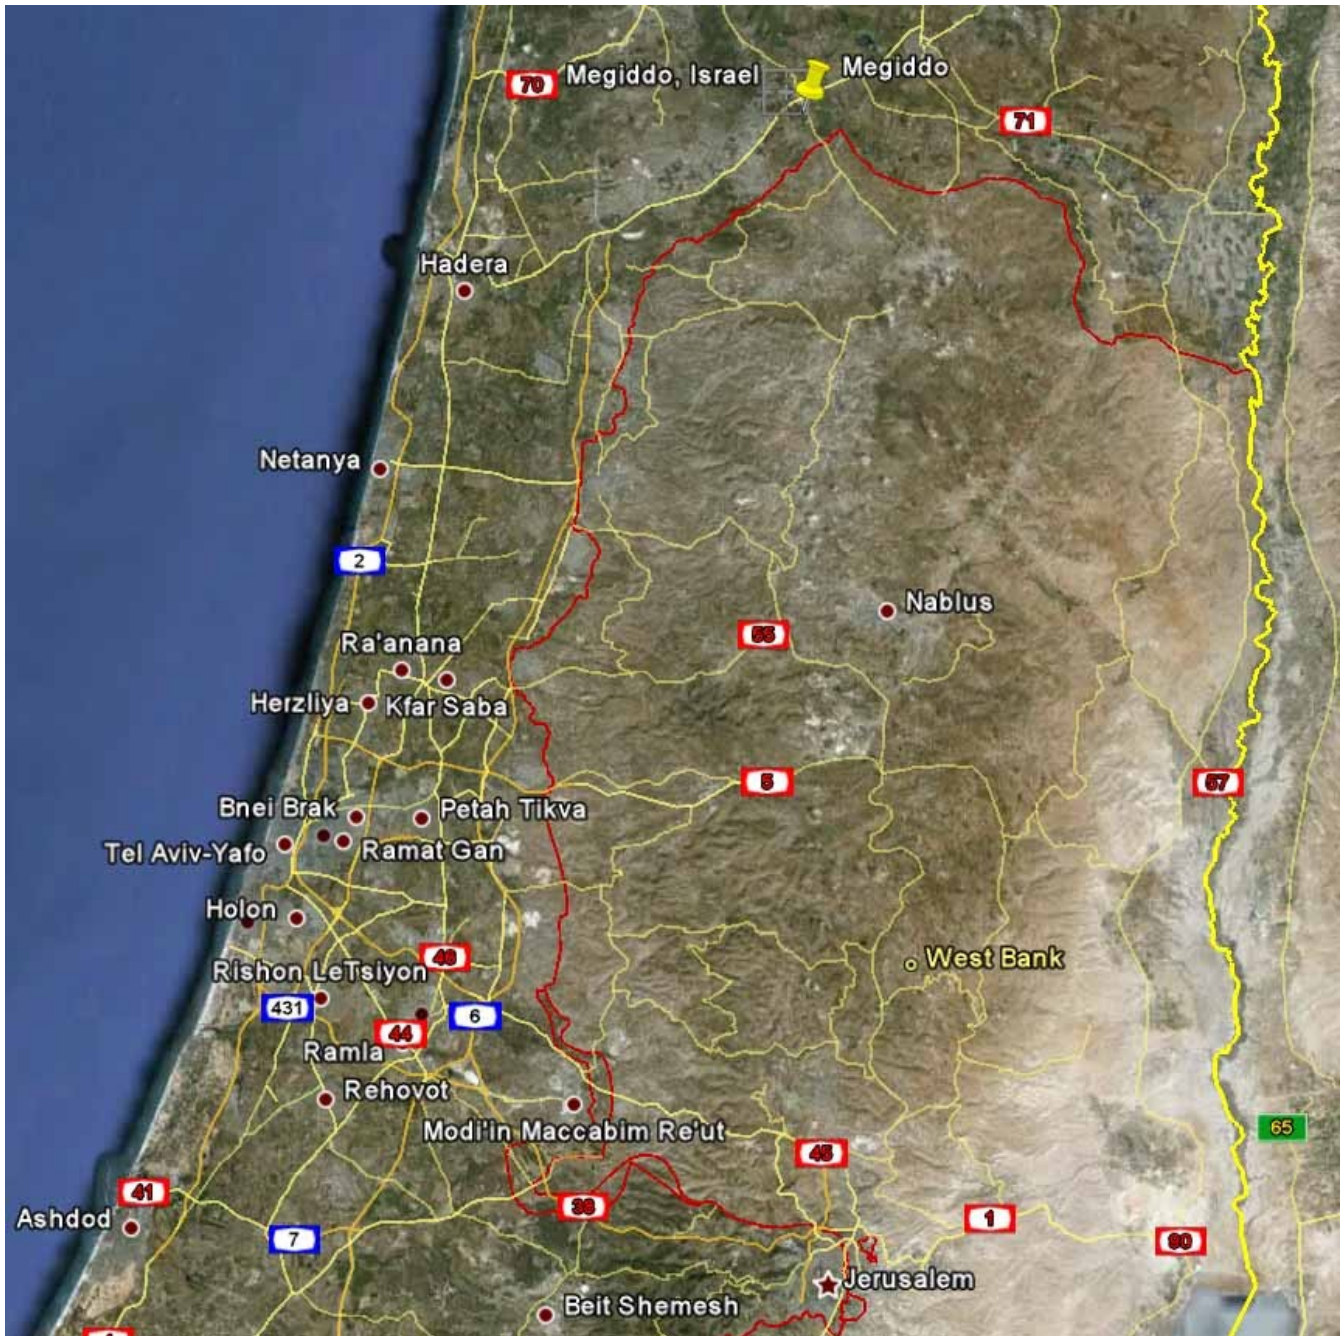 70
Megiddo, Israel
Megiddo
71
Hadera
Netanya
2
Nablus
55
Ra'anana
Herzliya
Kfar Saba
5
57
Bnei Brak
Petah Tikva
Tel Aviv-Yafo
Ramat Gan
Holon
West Bank
Rishon LeTsiyon
431
6
44
Ramla
Rehovot
Modi'in Maccabim Re'ut
65
45
41
38
Ashdod
1
7
90
Jerusalem
Beit Shemesh